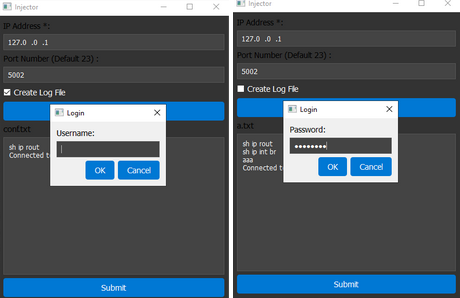 Injector
IP Address *:
127.0 .0 .1
Port Number (Default 23) :
5002
Create Log File
Login
Username:
OK
Cancel
conf.txt
sh ip rout
Connected t
Submit
Injector
IP Address *:
127.0 .0 .1
Port Number (Default 23) :
5002
Create Log File
Login
Password:
••••••••
OK
Cancel
a.txt
sh ip rout
sh ip int br
aaa
Connected t
Submit